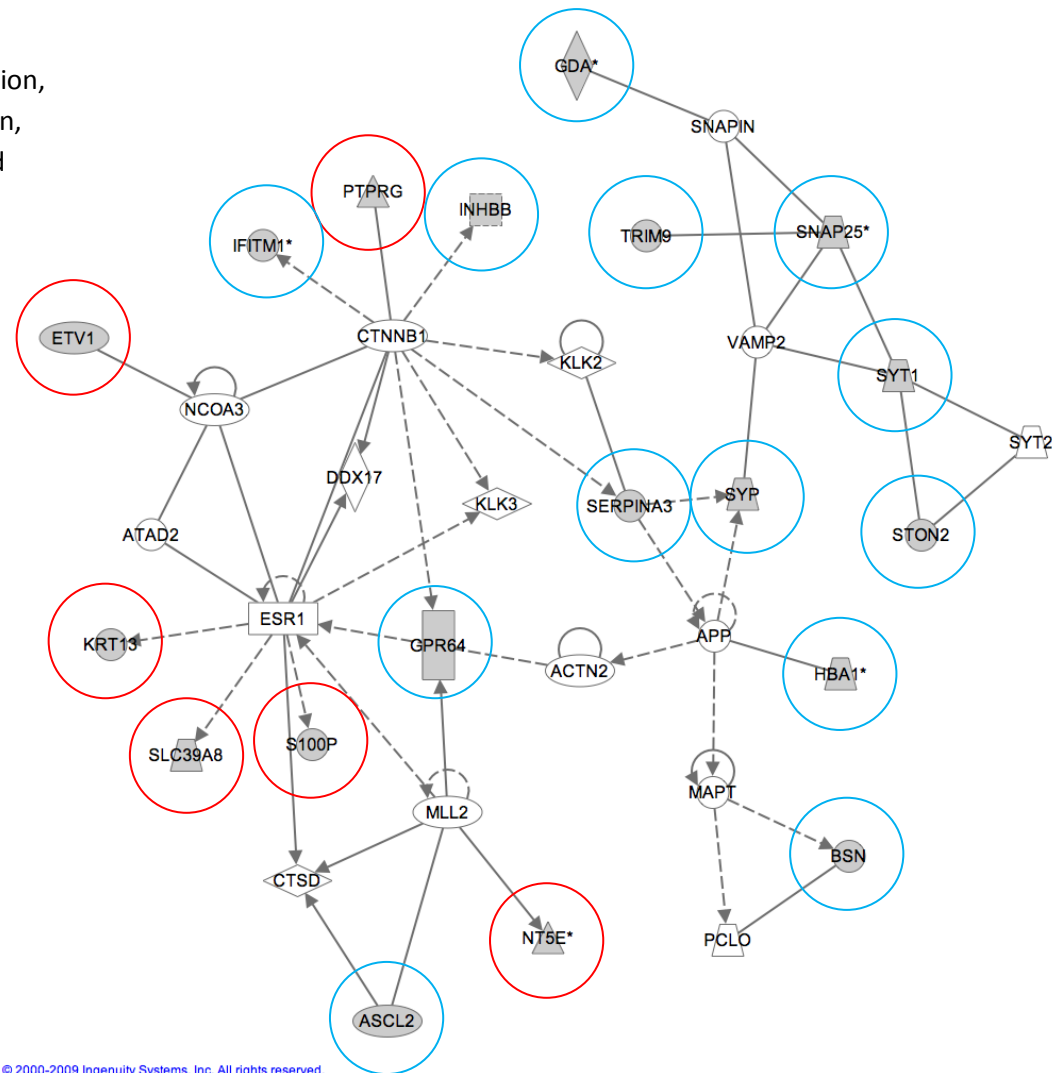 ion,
n,
d
GDA*
SNAPIN
PTPRG
INHBB
IFITM1*
TRIM9
SNAP25*
ETV1
CTNNB1
VAMP2
KLK2
SYT1
NCOA3
SYT2
DDX17
KLK3
SERPINA3
SYP
ATAD2
STON2
ESR1
KRT13
GPR64
APP
ACTN2
HBA1*
SLC39A8
S100P
MAPT
MLL2
BSN
CTSD
NT5E*
PCLO
ASCL2
© 2000-2009 Ingenuity Systems, Inc. All rights reserved.